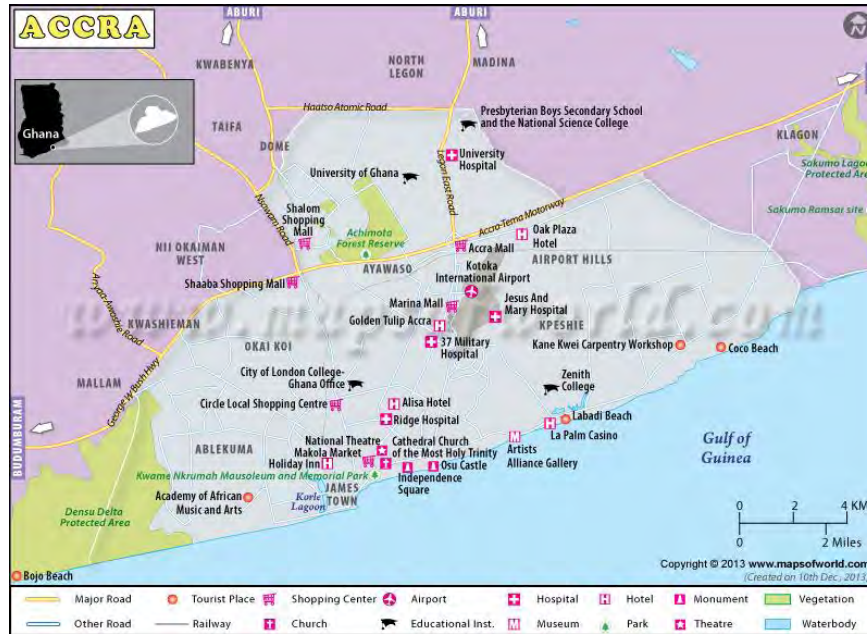 ACCRA
ABURI
ABURI
N
KWABENYA
NORTH
LEGON
MADINA
Haatso Atomic Road
Presbyterian Boys Secondary School
and the National Science College
Ghana
TAIFA
DOME
KLAGON
Sakumo Lagoon
Protected Area
University of Ghana
University
Hospital
Legon East Road
Nsawam Road
Accra-Tema Motorway
Sakumo Ramsar site
Shalom
Shopping
Mall
Achimota
Forest Reserve
Oak Plaza
Hotel
NII OKAIMAN
WEST
Accra Mall
AYAWASO
AIRPORT HILLS
Kotoka
International Airport
Shaaba Shopping Mall
Marina Mall
Jesus And
Mary Hospital
Golden Tulip Accra
KPESHIE
KWASHIEMAN
37 Military
Hospital
OKAI KOI
Kane Kwei Carpentry Workshop
Coco Beach
City of London College-
Ghana Office
Zenith
College
MALLAM
George W Bush Hwy
Alisa Hotel
Circle Local Shopping Centre
Ridge Hospital
Labadi Beach
La Palm Casino
BUDUMBURAM
ABLEKUMA
National Theatre
Makola Market
Cathedral Church
of the Most Holy Trinity
Artists
Alliance Gallery
Gulf of
Guinea
Holiday Inn
Osu Castle
Kwame Nkrumah Mausoleum and Memorial Park
Independence
Square
JAMES
TOWN
Korle
Lagoon
Academy of African
Music and Arts
Densu Delta
Protected Area
0 2 4 KM
0 2 Miles
Bojo Beach
Copyright © 2013 www.mapsofworld.com
(Created on 10th Dec, 2013)
Major Road Tourist Place Shopping Center Airport Hospital Hotel Monument Vegetation
Other Road Railway Church Educational Inst. Museum Park Theatre Waterbody